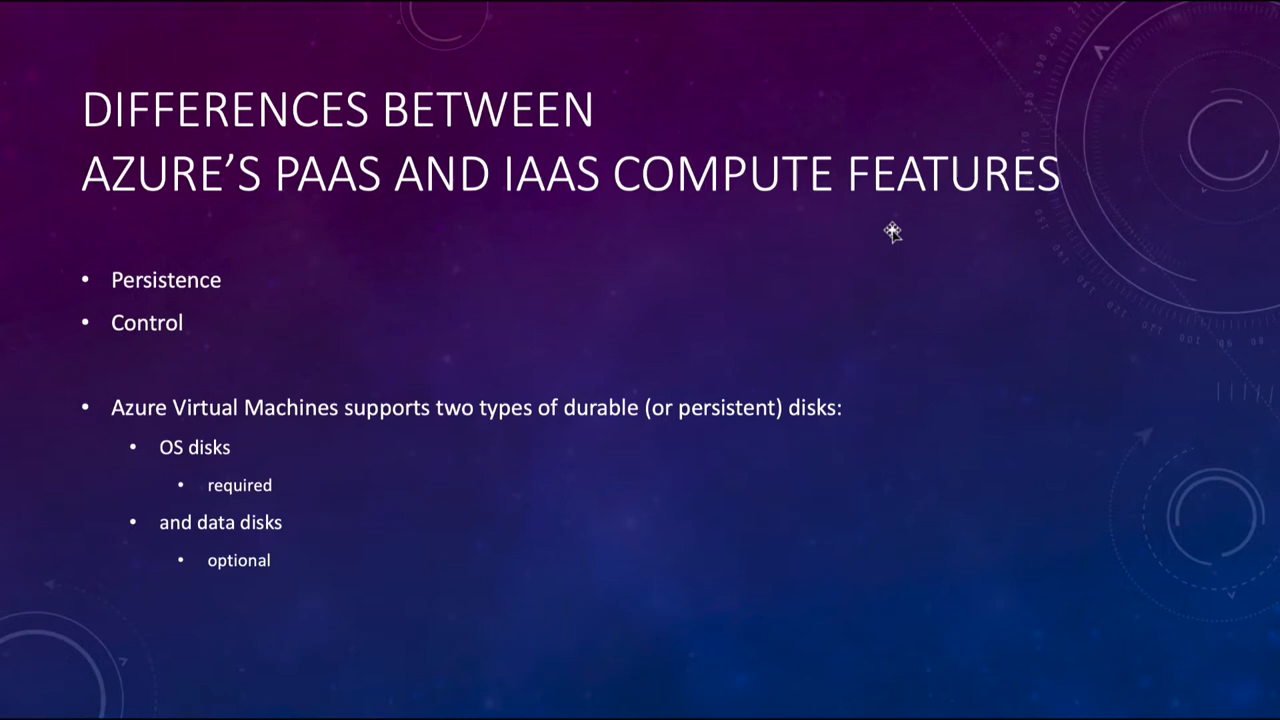 DIFFERENCES BETWEEN
AZURE’S PAAS AND IAAS COMPUTE FEATURES
• Persistence
• Control
• Azure Virtual Machines supports two types of durable (or persistent) disks:
• OS disks
• required
• and data disks
• optional